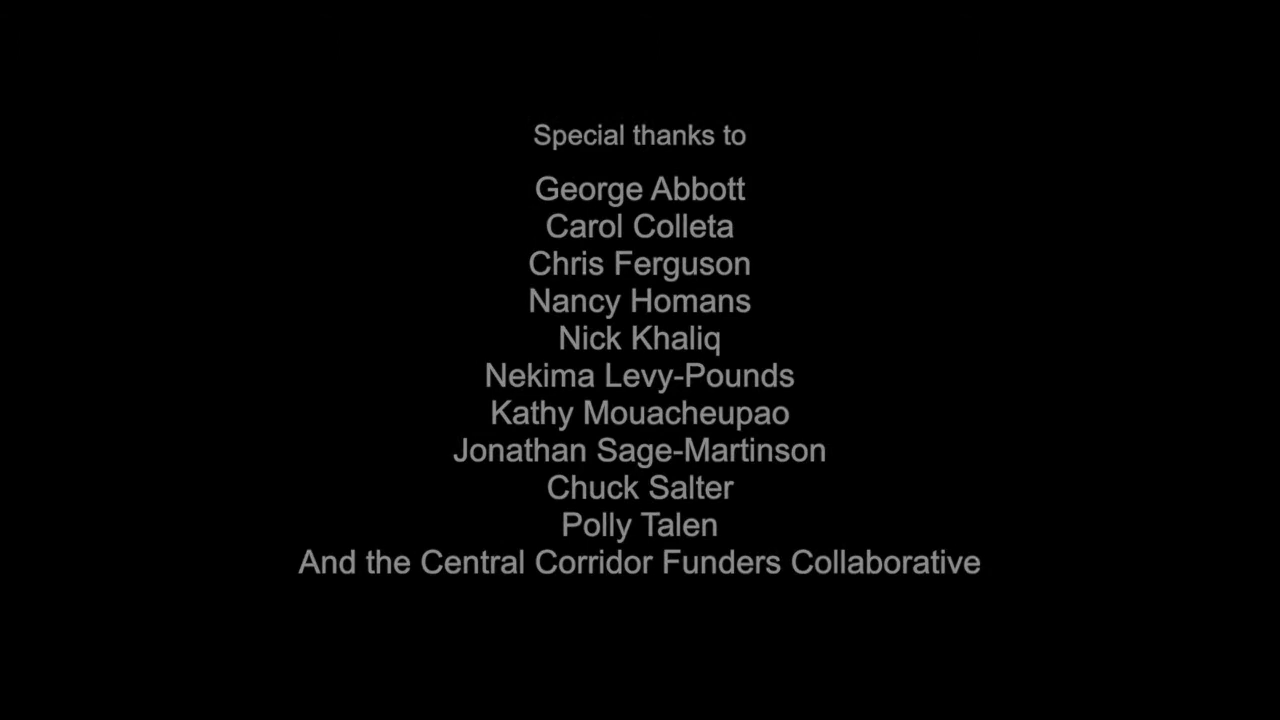 Special thanks to
George Abbott
Carol Colleta
Chris Ferguson
Nancy Homans
Nick Khaliq
Nekima Levy-Pounds
Kathy Mouacheupao
Jonathan Sage-Martinson
Chuck Salter
Polly Talen
And the Central Corridor Funders Collaborative